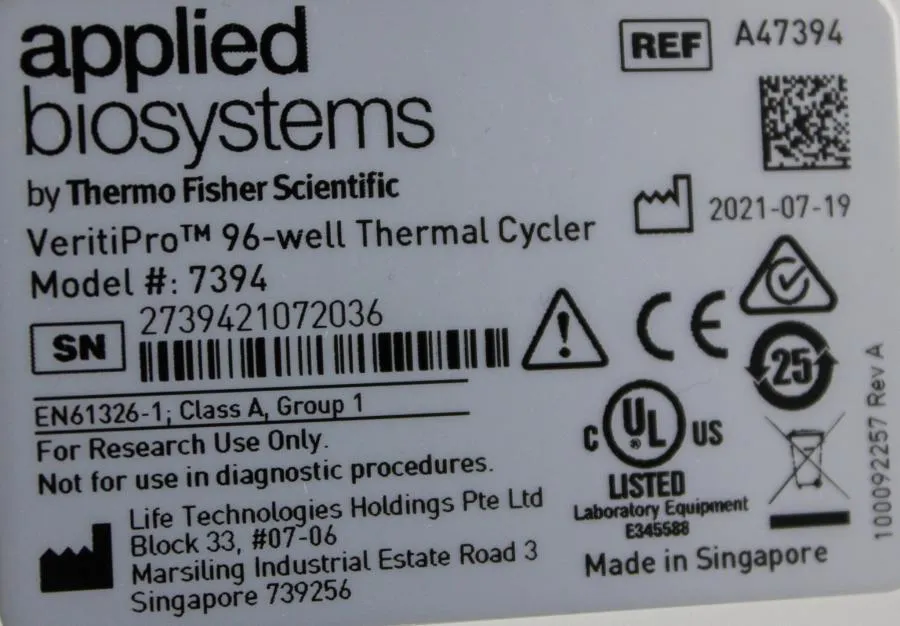 applied
biosystems
by Thermo Fisher Scientific
VeritiPro™ 96-well Thermal Cycler
Model #: 7394
SN 2739421072036
EN61326-1; Class A, Group 1
For Research Use Only.
Not for use in diagnostic procedures.
Life Technologies Holdings Pte Ltd
Block 33, #07-06
Marsiling Industrial Estate Road 3
Singapore 739256
REF A47394
2021-07-19
CE
25
C UL® US
LISTED
Laboratory Equipment
E345588
Made in Singapore
100092257 Rev A